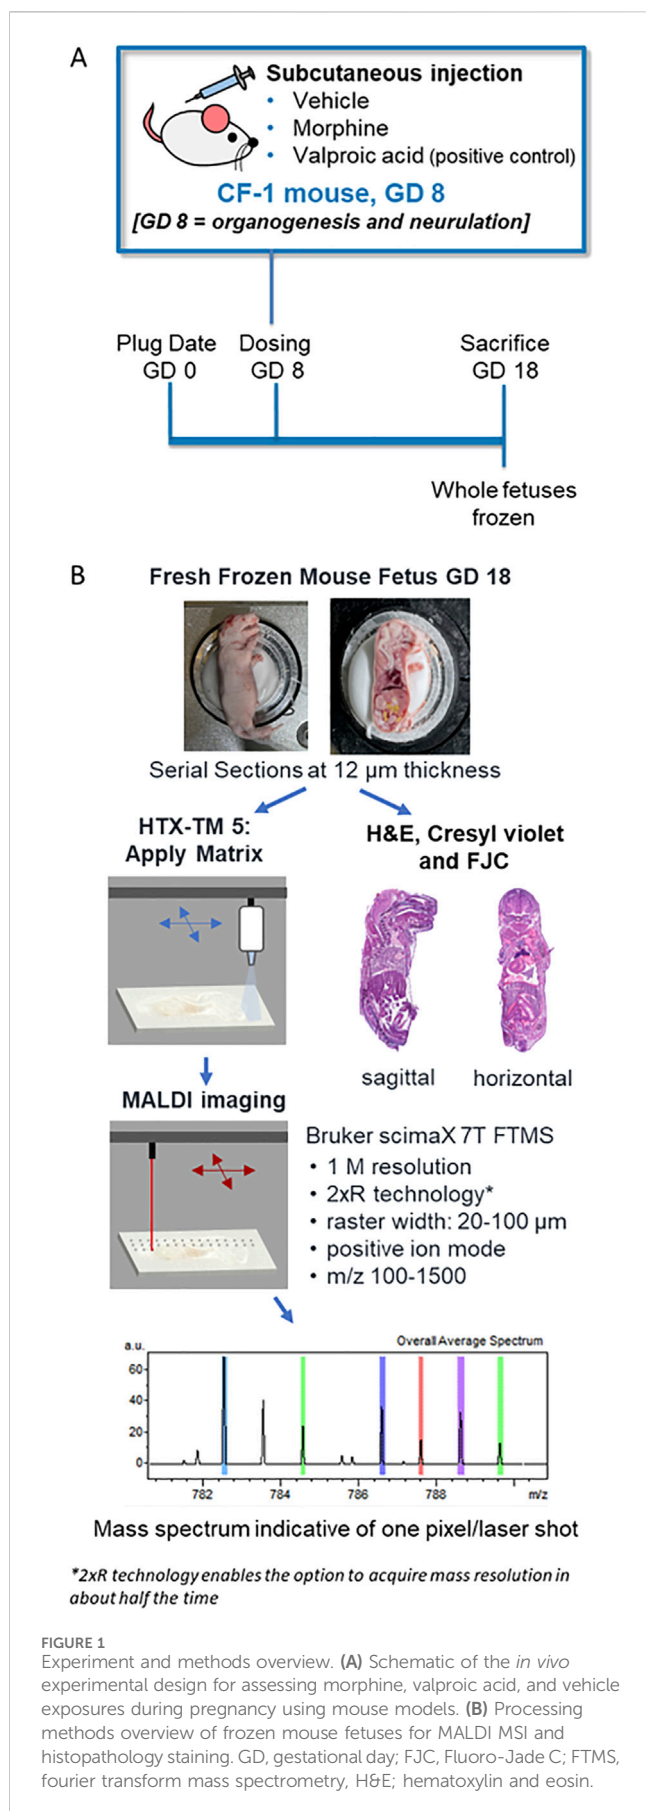 A
Subcutaneous injection
• Vehicle
• Morphine
• Valproic acid (positive control)
CF-1 mouse, GD 8
[GD 8 = organogenesis and neurulation]
Plug Date Dosing Sacrifice
GD 0 GD 8 GD 18
Whole fetuses
frozen
B
Fresh Frozen Mouse Fetus GD 18
Serial Sections at 12 µm thickness
HTX-TM 5:
Apply Matrix
H&E, Cresyl violet
and FJC
sagittal horizontal
MALDI imaging
Bruker scimaX 7T FTMS
• 1 M resolution
• 2xR technology*
• raster width: 20-100 µm
• positive ion mode
• m/z 100-1500
a.u. Overall Average Spectrum
60
40
20
0
782 784 786 788 m/z
Mass spectrum indicative of one pixel/laser shot
*2xR technology enables the option to acquire mass resolution in
about half the time
FIGURE 1
Experiment and methods overview. (A) Schematic of the in vivo
experimental design for assessing morphine, valproic acid, and vehicle
exposures during pregnancy using mouse models. (B) Processing
methods overview of frozen mouse fetuses for MALDI MSI and
histopathology staining. GD, gestational day; FJC, Fluoro-Jade C; FTMS,
fourier transform mass spectrometry, H&E; hematoxylin and eosin.